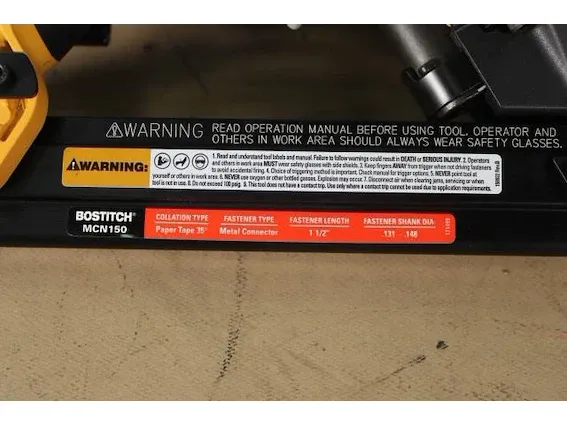 ⚠WARNING READ OPERATION MANUAL BEFORE USING TOOL. OPERATOR AND
OTHERS IN WORK AREA SHOULD ALWAYS WEAR SAFETY GLASSES.
⚠WARNING:
1. Read and understand tool labels and manual. Failure to follow warnings could result in DEATH or SERIOUS INJURY. 2. Operators
and others in work area MUST wear safety glasses with side shields. 3. Keep fingers AWAY from trigger when not driving fasteners
to avoid accidental firing. 4. Choice of triggering method is important. Check manual for trigger options. 5. NEVER point tool at
yourself or others in work area. 6. NEVER use oxygen or other bottled gasses. Explosion may occur. 7. Disconnect air when clearing jams, servicing or when
tool is not in use. 8. Do not exceed 100 psig. 9. This tool does not have a contact trip. Use only where a contact trip cannot be used due to application requirements.
BOSTITCH
MCN150
COLLATION TYPE FASTENER TYPE FASTENER LENGTH FASTENER SHANK DIA
Paper Tape 35° Metal Connector 1 1/2" .131 - .148